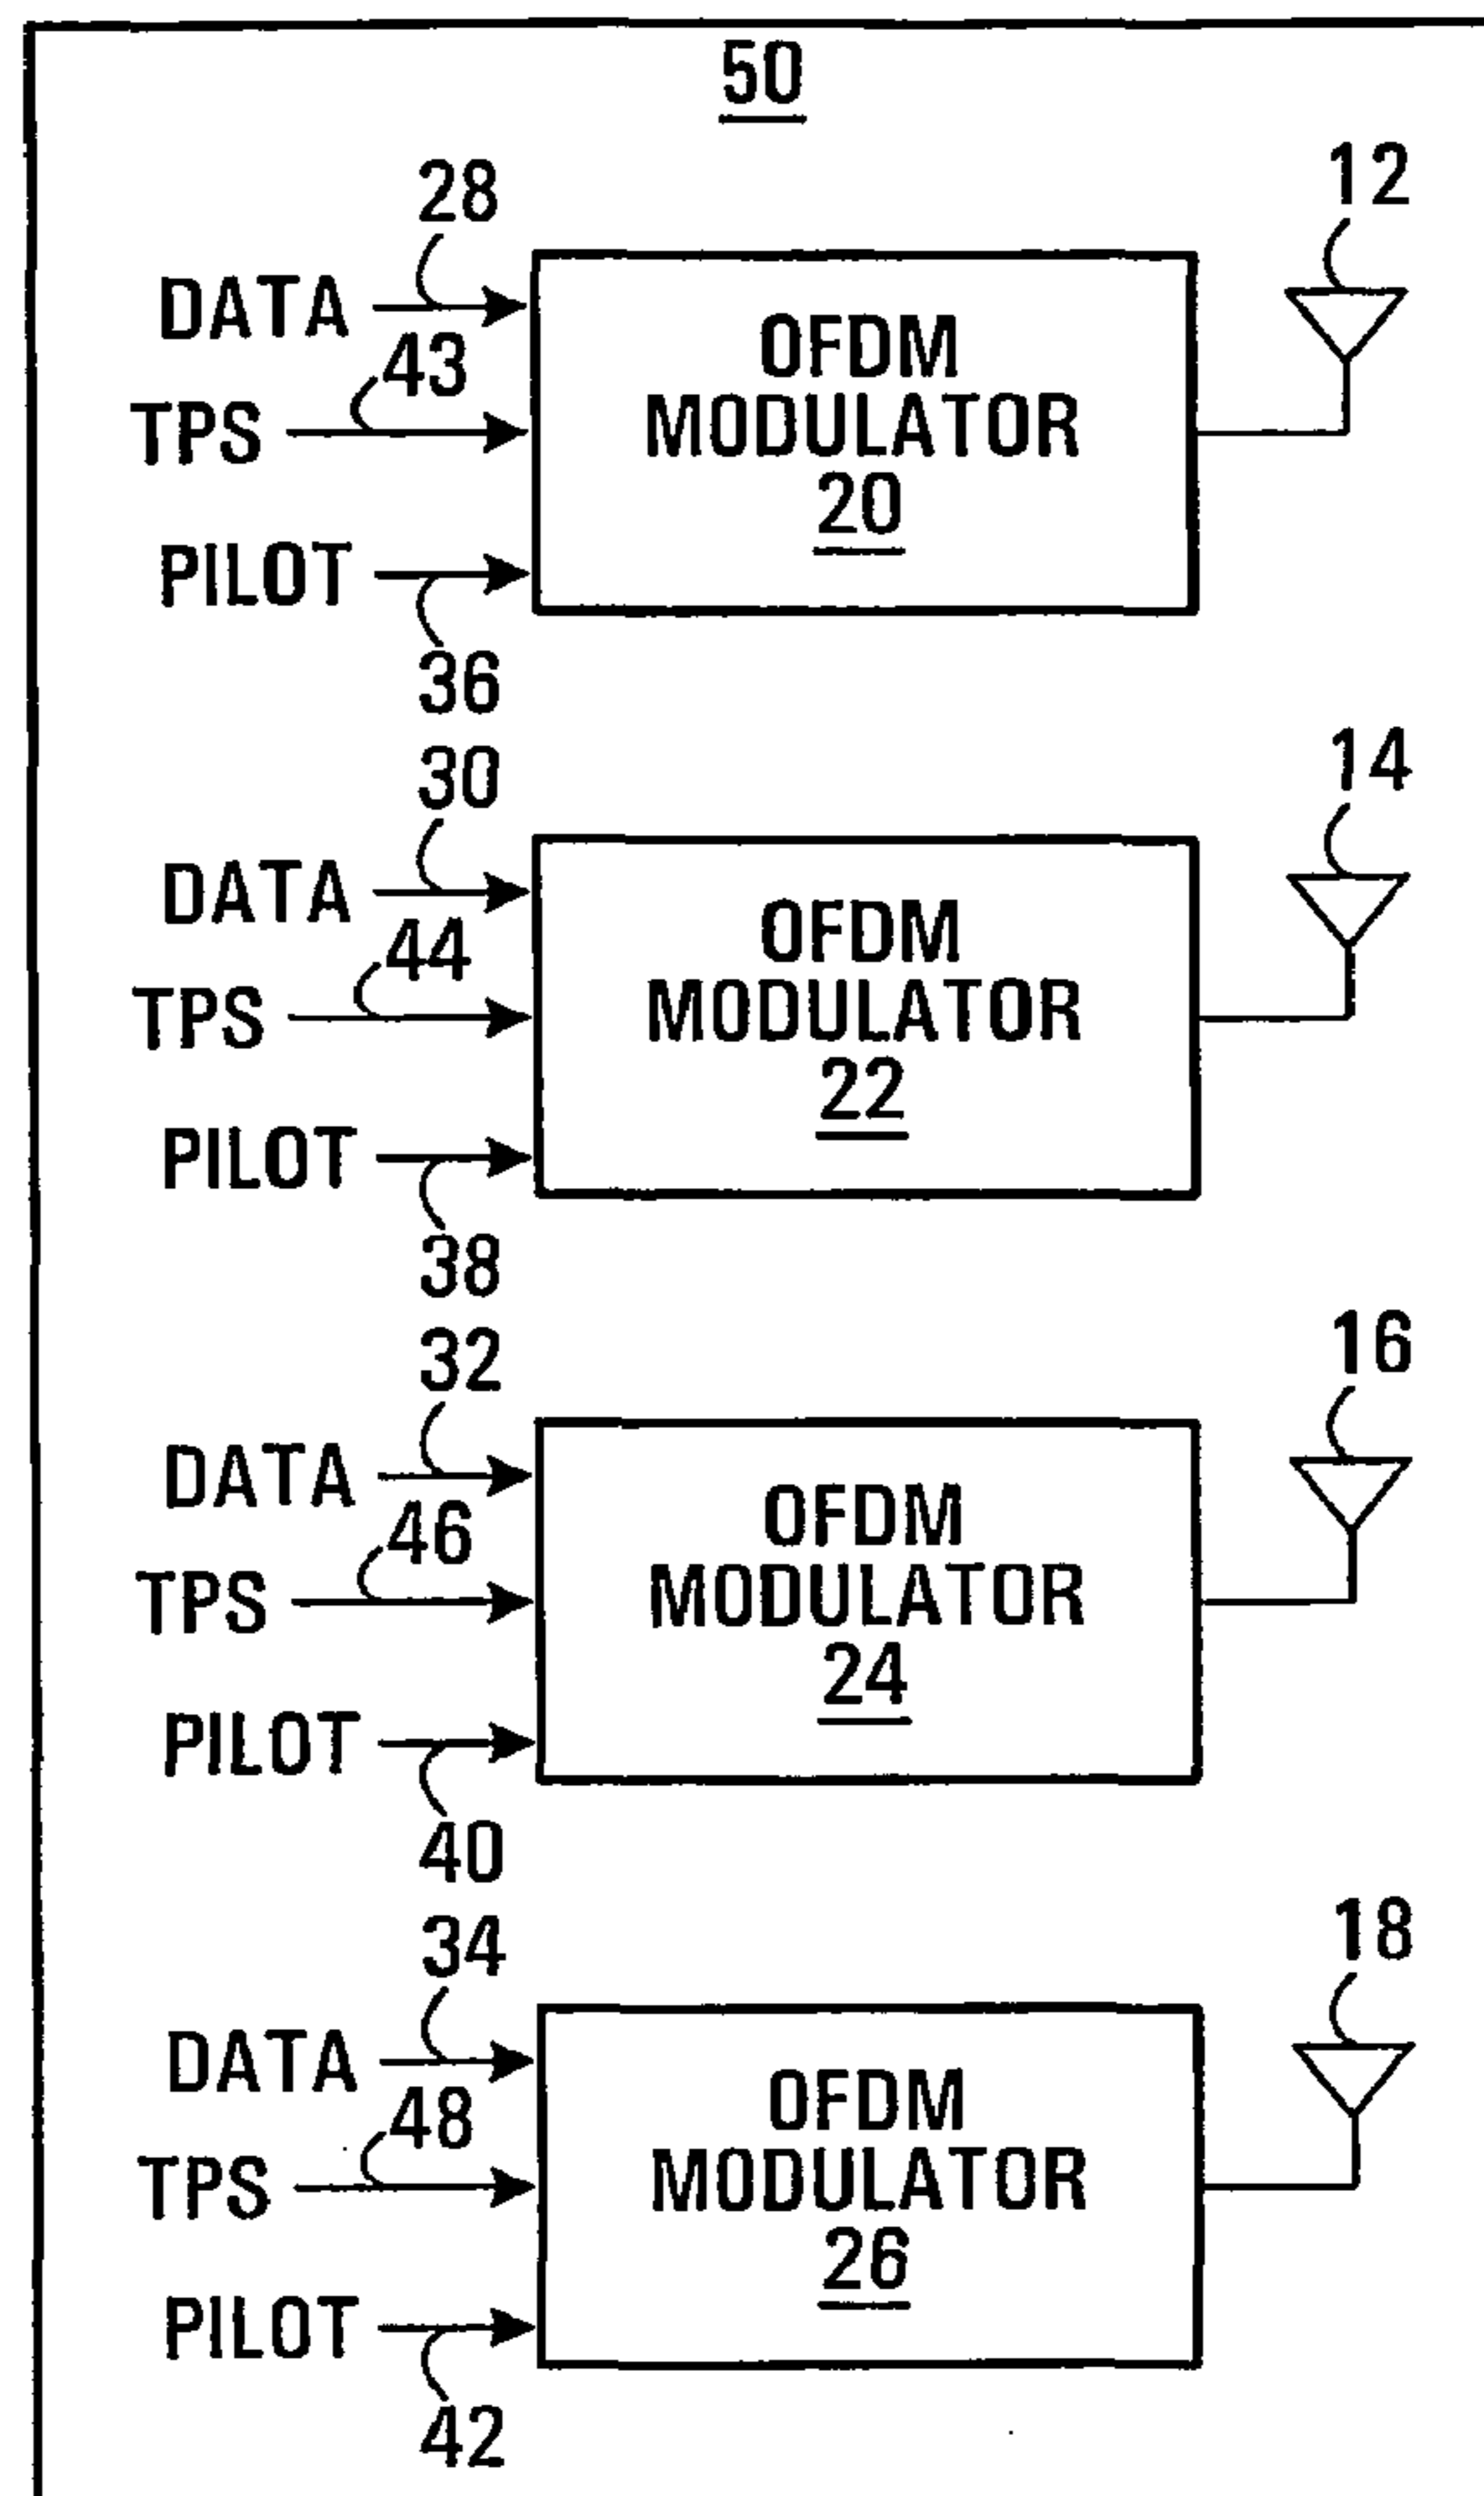 50
28
12
DATA
43
OFDM
MODULATOR
20
TPS
PILOT
36
30
14
DATA
44
OFDM
MODULATOR
22
TPS
PILOT
38
32
16
DATA
46
OFDM
MODULATOR
24
TPS
PILOT
40
34
18
DATA
48
OFDM
MODULATOR
26
TPS
PILOT
42